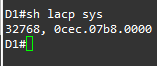 D1#sh lacp sys
32768, 0cec.07b8.0000
D1#